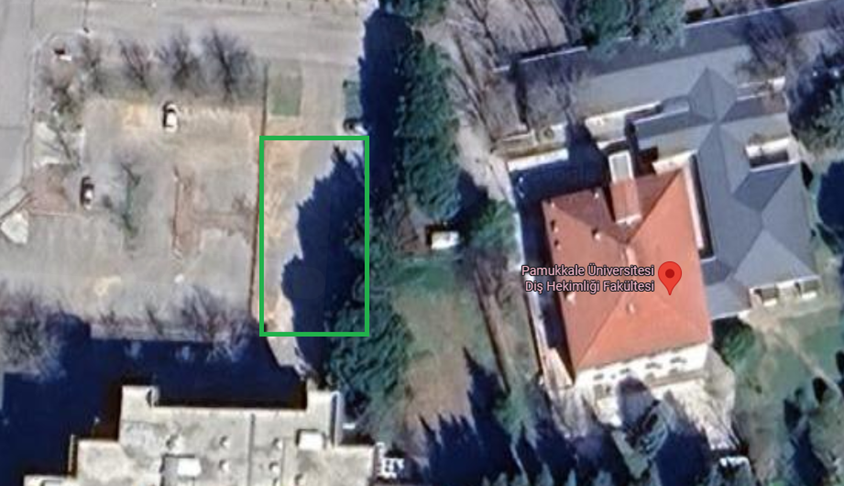 Pamukkale Üniversitesi
Diş Hekimliği Fakültesi